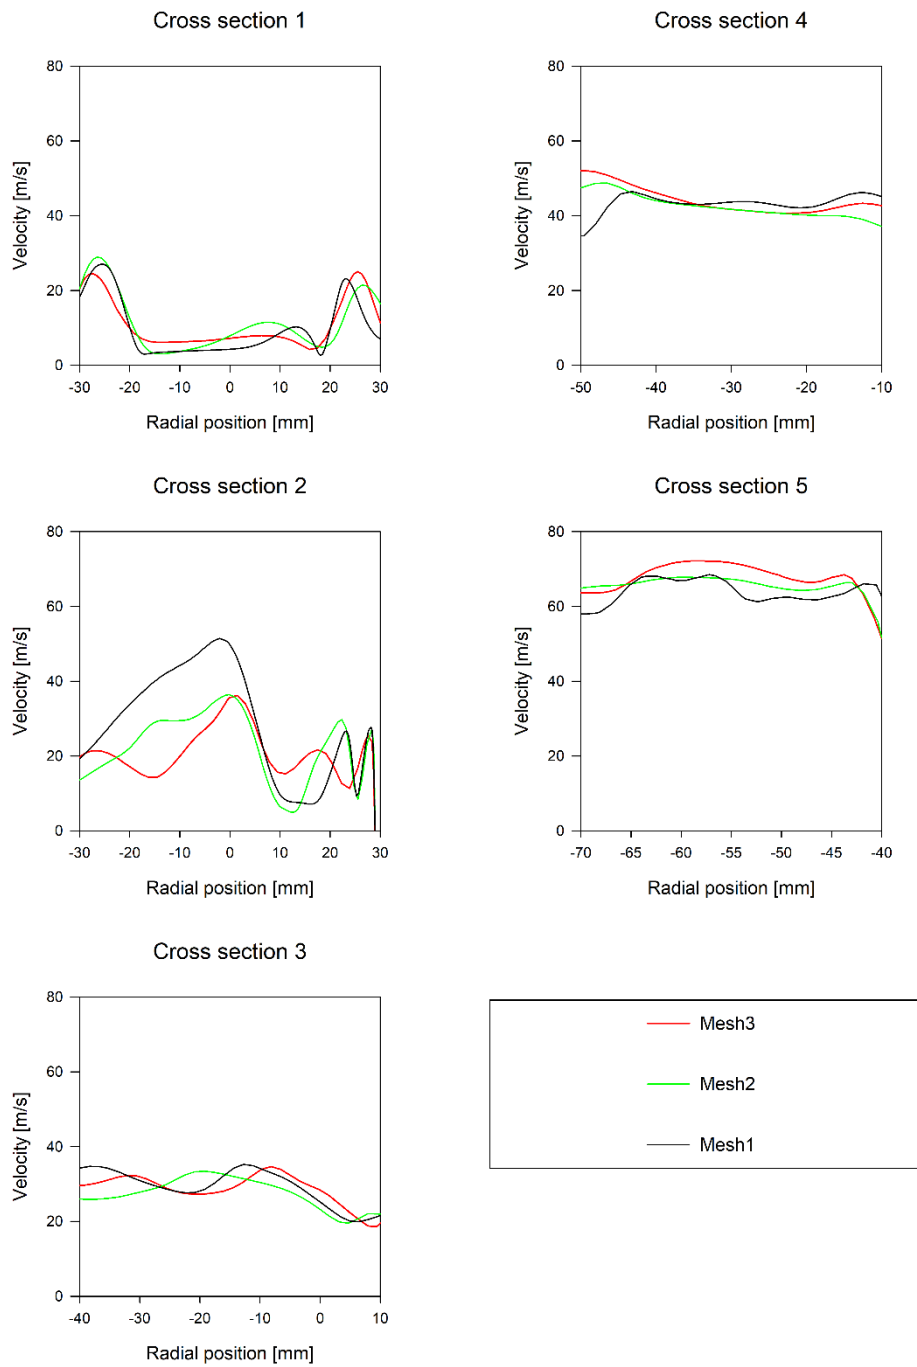 Cross section 1
80
60
40
20
0
Velocity [m/s]
-30 -20 -10 0 10 20 30
Radial position [mm]
Cross section 4
80
60
40
20
0
Velocity [m/s]
-50 -40 -30 -20 -10
Radial position [mm]
Cross section 2
80
60
40
20
0
Velocity [m/s]
-30 -20 -10 0 10 20 30
Radial position [mm]
Cross section 5
80
60
40
20
0
Velocity [m/s]
-70 -65 -60 -55 -50 -45 -40
Radial position [mm]
Cross section 3
80
60
40
20
0
Velocity [m/s]
-40 -30 -20 -10 0 10
Radial position [mm]
Mesh3
Mesh2
Mesh1